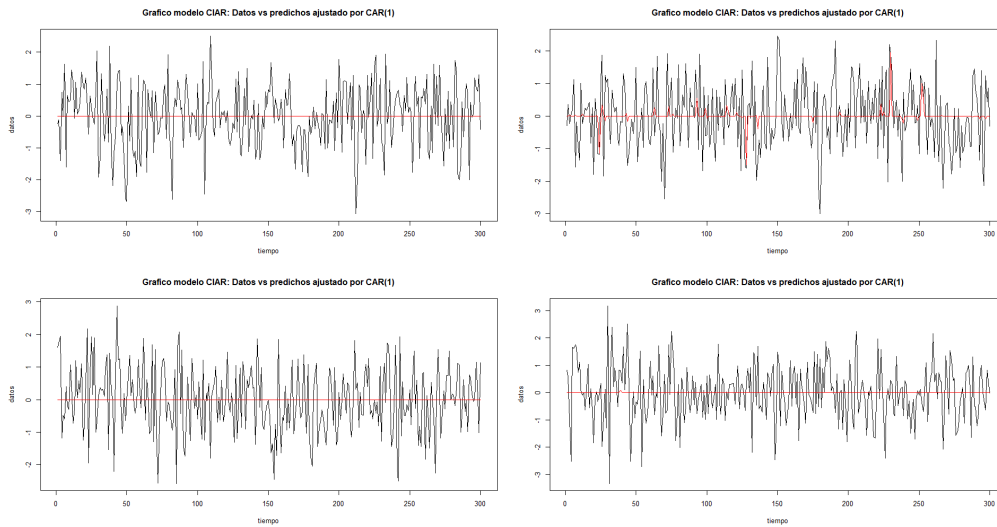 Grafico modelo CIAR: Datos vs predichos ajustado por CAR(1)
datos
2
1
0
-1
-2
-3
0 50 100 150 200 250 300
tiempo
Grafico modelo CIAR: Datos vs predichos ajustado por CAR(1)
datos
2
1
0
-1
-2
-3
0 50 100 150 200 250 300
tiempo
Grafico modelo CIAR: Datos vs predichos ajustado por CAR(1)
datos
3
2
1
0
-1
-2
0 50 100 150 200 250 300
tiempo
Grafico modelo CIAR: Datos vs predichos ajustado por CAR(1)
datos
3
2
1
0
-1
-2
-3
0 50 100 150 200 250 300
tiempo